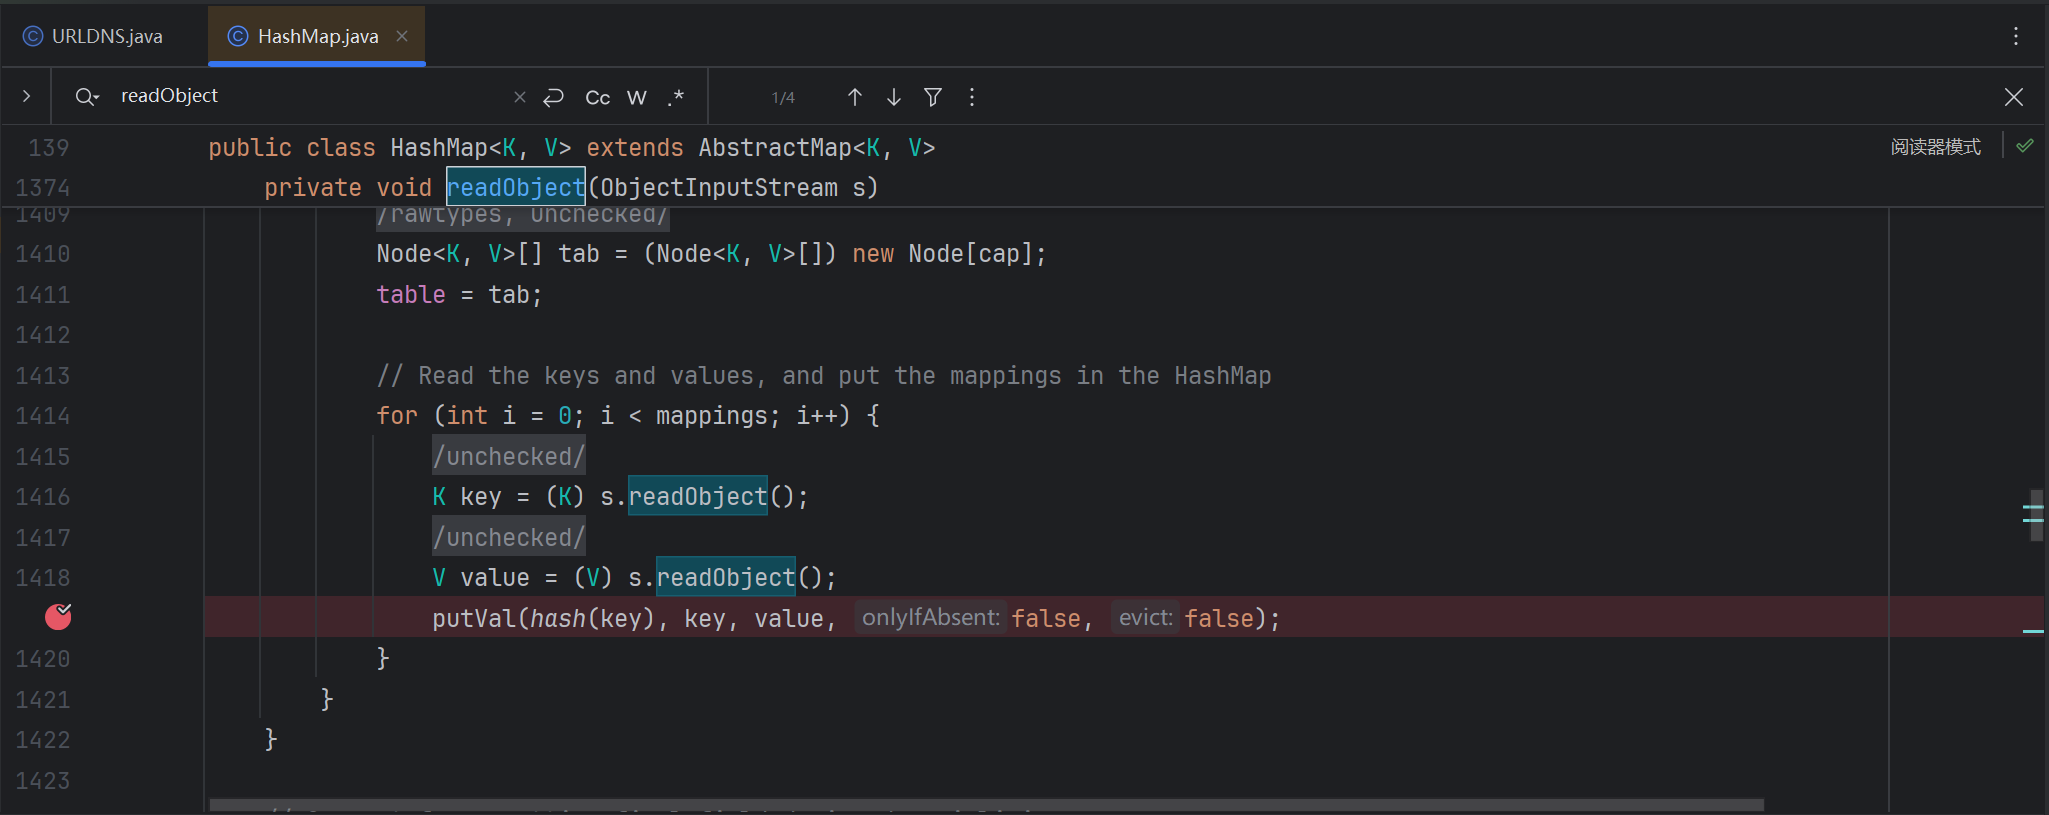 URLDNS.java HashMap.java
readObject Cc W .* 1/4
139 public class HashMap<K, V> extends AbstractMap<K, V> 阅读器模式
1374 private void readObject(ObjectInputStream s)
1409 /rawtypes, unchecked/
1410 Node<K, V>[] tab = (Node<K, V>[]) new Node[cap];
1411 table = tab;
1412
1413 // Read the keys and values, and put the mappings in the HashMap
1414 for (int i = 0; i < mappings; i++) {
1415 /unchecked/
1416 K key = (K) s.readObject();
1417 /unchecked/
1418 V value = (V) s.readObject();
putVal(hash(key), key, value, onlyIfAbsent: false, evict: false);
1420 }
1421 }
1422 }
1423